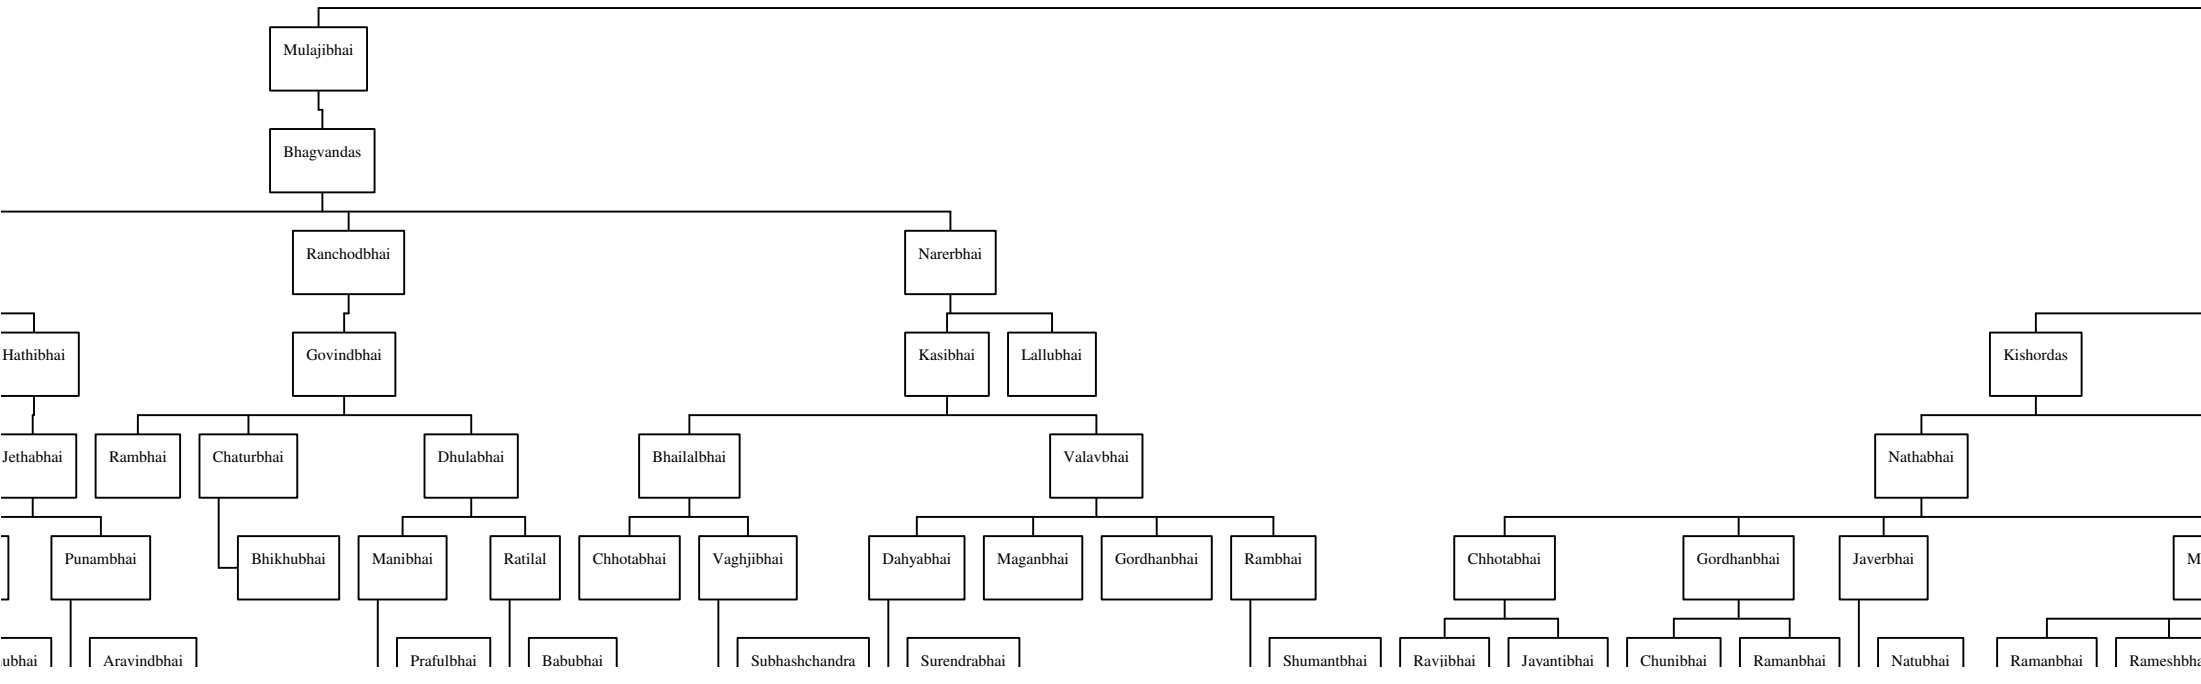 Mulajibhai
Bhagvandas
Ranchodbhai Narerbhai
Hathibhai Govindbhai Kasibhai Lallubhai Kishordas
Jethabhai Rambhai Chaturbhai Dhulabhai Bhailalbhai Valavbhai Nathabhai
Punambhai Bhikhubhai Manibhai Ratilal Chhotabhai Vaghjibhai Dahyabhai Maganbhai Gordhanbhai Rambhai Chhotabhai Gordhanbhai Javerbhai M
ubhai Aravindbhai Prafulbhai Babubhai Subhashchandra Surendrabhai Shumantbhai Ravjibhai Jayantibhai Chunibhai Ramanbhai Natubhai Ramanbhai Rameshbha